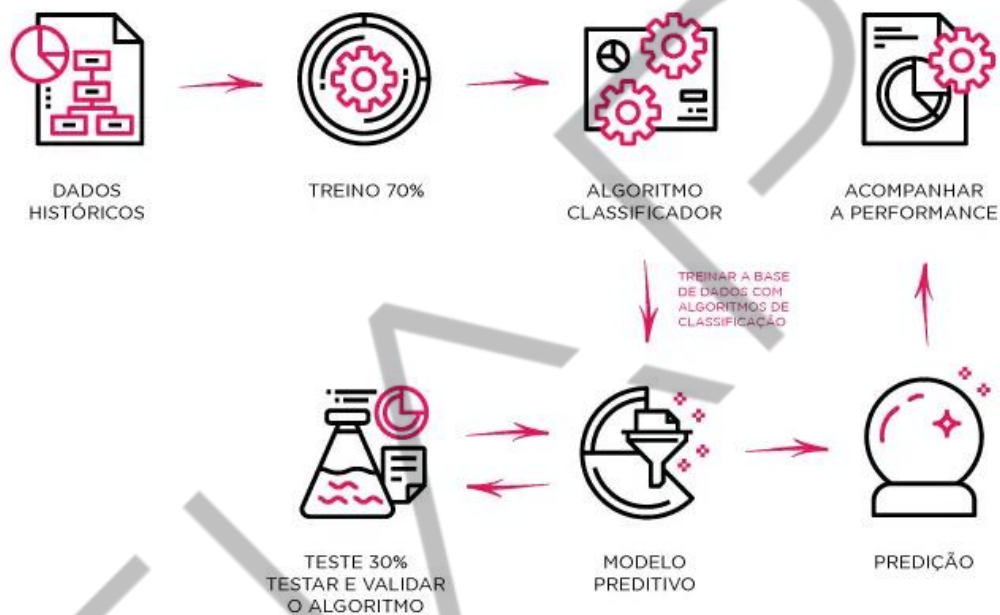 DADOS
HISTÓRICOS
TREINO 70%
ALGORITMO
CLASSIFICADOR
ACOMPANHAR
A PERFORMANCE
TREINAR A BASE
DE DADOS COM
ALGORITMOS DE
CLASSIFICAÇÃO
TESTE 30%
TESTAR E VALIDAR
O ALGORITMO
MODELO
PREDITIVO
PREDIÇÃO